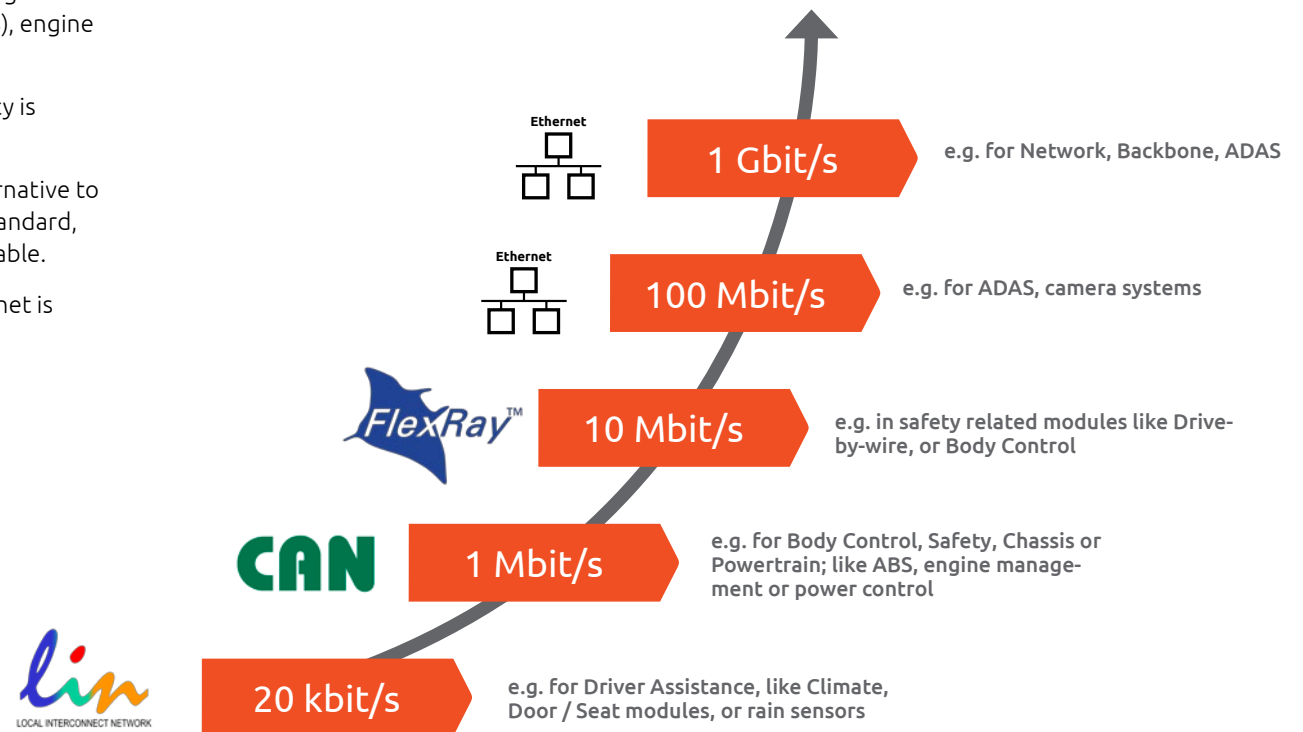 ), engine
ty is
rnative to
andard,
able.
net is
Ethernet
1 Gbit/s
e.g. for Network, Backbone, ADAS
Ethernet
100 Mbit/s
e.g. for ADAS, camera systems
FlexRay™
10 Mbit/s
e.g. in safety related modules like Drive-
by-wire, or Body Control
CAN
1 Mbit/s
e.g. for Body Control, Safety, Chassis or
Powertrain; like ABS, engine manage-
ment or power control
lin
LOCAL INTERCONNECT NETWORK
20 kbit/s
e.g. for Driver Assistance, like Climate,
Door / Seat modules, or rain sensors